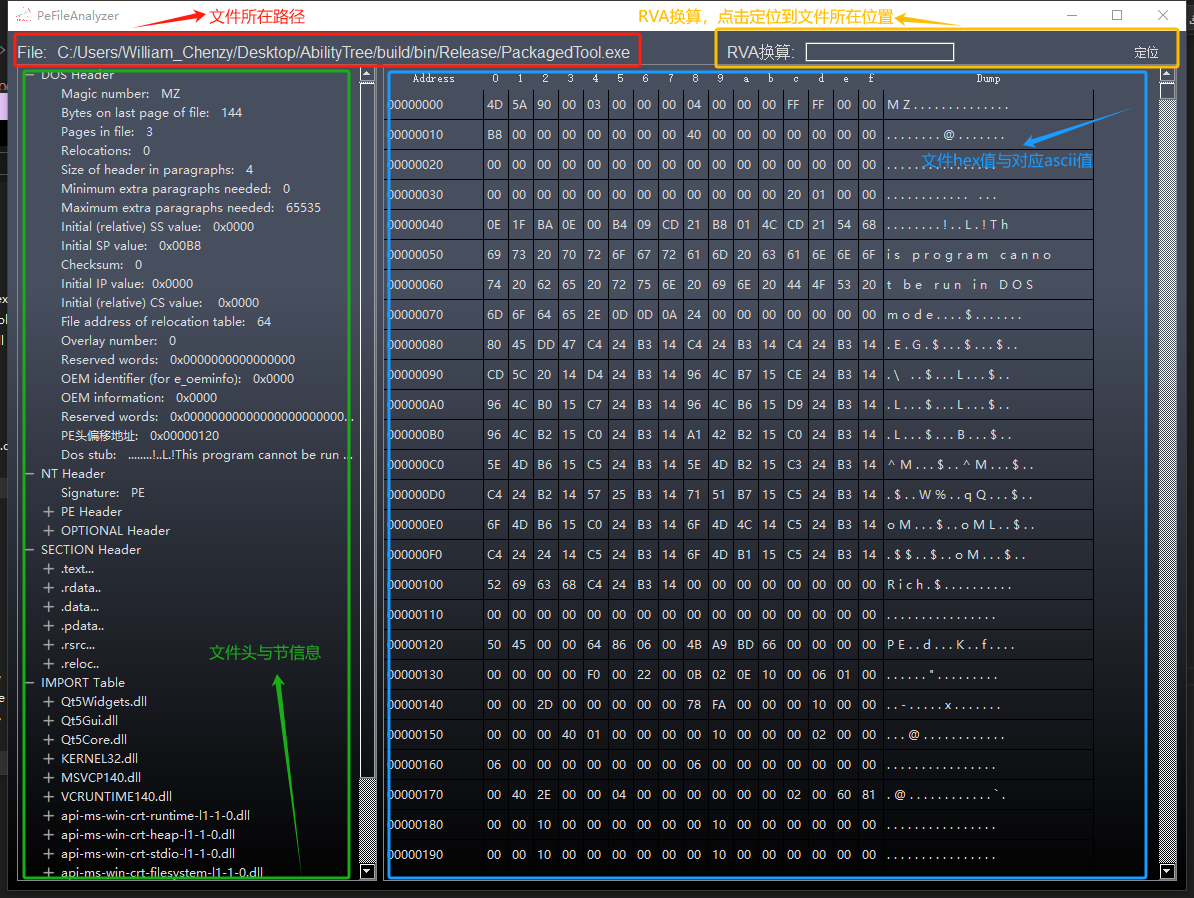 PeFileAnalyzer
文件所在路径
RVA换算，点击定位到文件所在位置
File: C:/Users/William_Chenzy/Desktop/AbilityTree/build/bin/Release/PackagedTool.exe
RVA换算:
定位
DOS Header
Magic number: MZ
Bytes on last page of file: 144
Pages in file: 3
Relocations: 0
Size of header in paragraphs: 4
Minimum extra paragraphs needed: 0
Maximum extra paragraphs needed: 65535
Initial (relative) SS value: 0x0000
Initial SP value: 0x00B8
Checksum: 0
Initial IP value: 0x0000
Initial (relative) CS value: 0x0000
File address of relocation table: 64
Overlay number: 0
Reserved words: 0x0000000000000000
OEM identifier (for e_oeminfo): 0x0000
OEM information: 0x0000
Reserved words: 0x00000000000000000000000...
PE头偏移地址: 0x00000120
Dos stub: ........!..L.!This program cannot be run ...
NT Header
Signature: PE
PE Header
OPTIONAL Header
SECTION Header
.text...
.rdata..
.data...
.pdata..
.rsrc...
.reloc..
文件头与节信息
IMPORT Table
Qt5Widgets.dll
Qt5Gui.dll
Qt5Core.dll
KERNEL32.dll
MSVCP140.dll
VCRUNTIME140.dll
api-ms-win-crt-runtime-l1-1-0.dll
api-ms-win-crt-heap-l1-1-0.dll
api-ms-win-crt-stdio-l1-1-0.dll
api-ms-win-crt-filesystem-l1-1-0.dll
Address 0 1 2 3 4 5 6 7 8 9 a b c d e f Dump
00000000 4D 5A 90 00 03 00 00 00 04 00 00 00 FF FF 00 00 MZ..............
00000010 B8 00 00 00 00 00 00 00 40 00 00 00 00 00 00 00 ........@.......
文件hex值与对应ascii值
00000020 00 00 00 00 00 00 00 00 00 00 00 00 00 00 00 00 ................
00000030 00 00 00 00 00 00 00 00 00 00 00 00 20 01 00 00 ............ ...
00000040 0E 1F BA 0E 00 B4 09 CD 21 B8 01 4C CD 21 54 68 ........!..L.!Th
00000050 69 73 20 70 72 6F 67 72 61 6D 20 63 61 6E 6E 6F is program canno
00000060 74 20 62 65 20 72 75 6E 20 69 6E 20 44 4F 53 20 t be run in DOS
00000070 6D 6F 64 65 2E 0D 0D 0A 24 00 00 00 00 00 00 00 mode....$.......
00000080 80 45 DD 47 C4 24 B3 14 C4 24 B3 14 C4 24 B3 14 .E.G.$...$...$..
00000090 CD 5C 20 14 D4 24 B3 14 96 4C B7 15 CE 24 B3 14 .\ ..$...L...$..
000000A0 96 4C B0 15 C7 24 B3 14 96 4C B6 15 D9 24 B3 14 .L...$...L...$..
000000B0 96 4C B2 15 C0 24 B3 14 A1 42 B2 15 C0 24 B3 14 .L...$...B...$..
000000C0 5E 4D B6 15 C5 24 B3 14 5E 4D B2 15 C3 24 B3 14 ^M...$..^M...$..
000000D0 C4 24 B2 14 57 25 B3 14 71 51 B7 15 C5 24 B3 14 .$..W%..qQ...$..
000000E0 6F 4D B6 15 C0 24 B3 14 6F 4D 4C 14 C5 24 B3 14 oM...$..oML..$..
000000F0 C4 24 24 14 C5 24 B3 14 6F 4D B1 15 C5 24 B3 14 .$$..$..oM...$..
00000100 52 69 63 68 C4 24 B3 14 00 00 00 00 00 00 00 00 Rich.$..........
00000110 00 00 00 00 00 00 00 00 00 00 00 00 00 00 00 00 ................
00000120 50 45 00 00 64 86 06 00 4B A9 BD 66 00 00 00 00 PE..d...K..f....
00000130 00 00 00 00 F0 00 22 00 0B 02 0E 10 00 06 01 00 ......".........
00000140 00 00 2D 00 00 00 00 00 78 FA 00 00 00 10 00 00 ..-.....x.......
00000150 00 00 00 40 01 00 00 00 00 10 00 00 00 02 00 00 ...@............
00000160 06 00 00 00 00 00 00 00 06 00 00 00 00 00 00 00 ................
00000170 00 40 2E 00 00 04 00 00 00 00 00 00 02 00 60 81 .@............`.
00000180 00 00 10 00 00 00 00 00 00 10 00 00 00 00 00 00 ................
00000190 00 00 10 00 00 00 00 00 00 10 00 00 00 00 00 00 ................